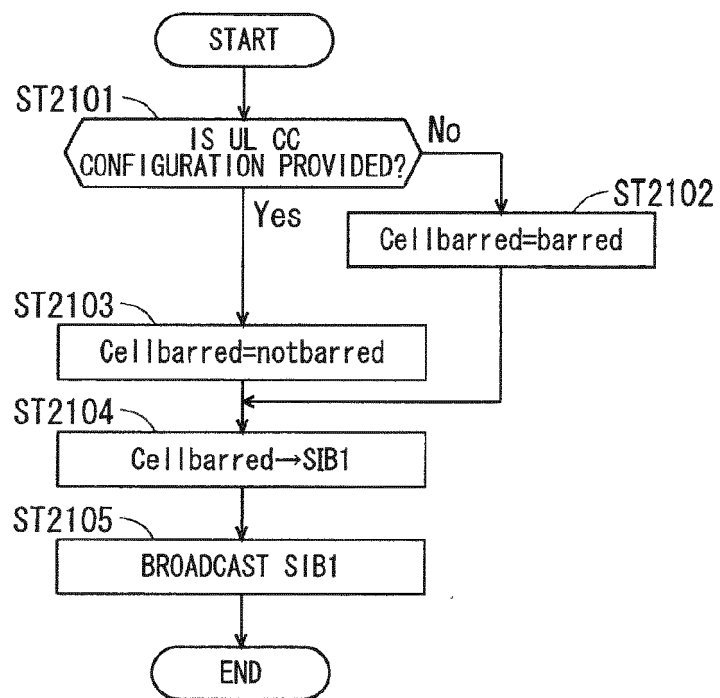 START
ST2101
IS UL CC
CONFIGURATION PROVIDED?
No
Yes
ST2102
Cellbarred=barred
ST2103
Cellbarred=notbarred
ST2104
Cellbarred→SIB1
ST2105
BROADCAST SIB1
END